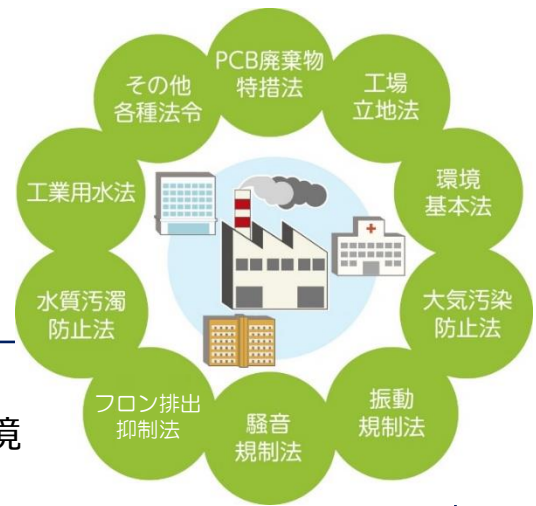 PCB廃棄物
特措法
工場
立地法
環境
基本法
大気汚染
防止法
振動
規制法
騒音
規制法
フロン排出
抑制法
水質汚濁
防止法
工業用水法
その他
各種法令
境